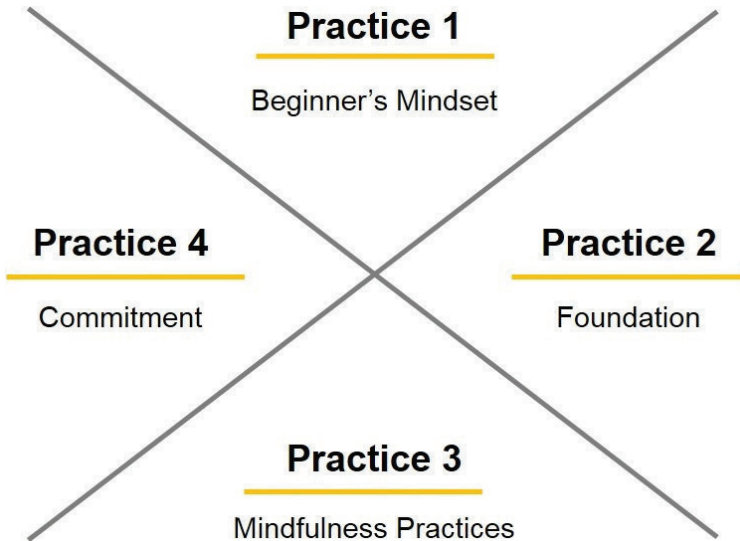 Practice 1
Beginner’s Mindset
Practice 4
Commitment
Practice 2
Foundation
Practice 3
Mindfulness Practices